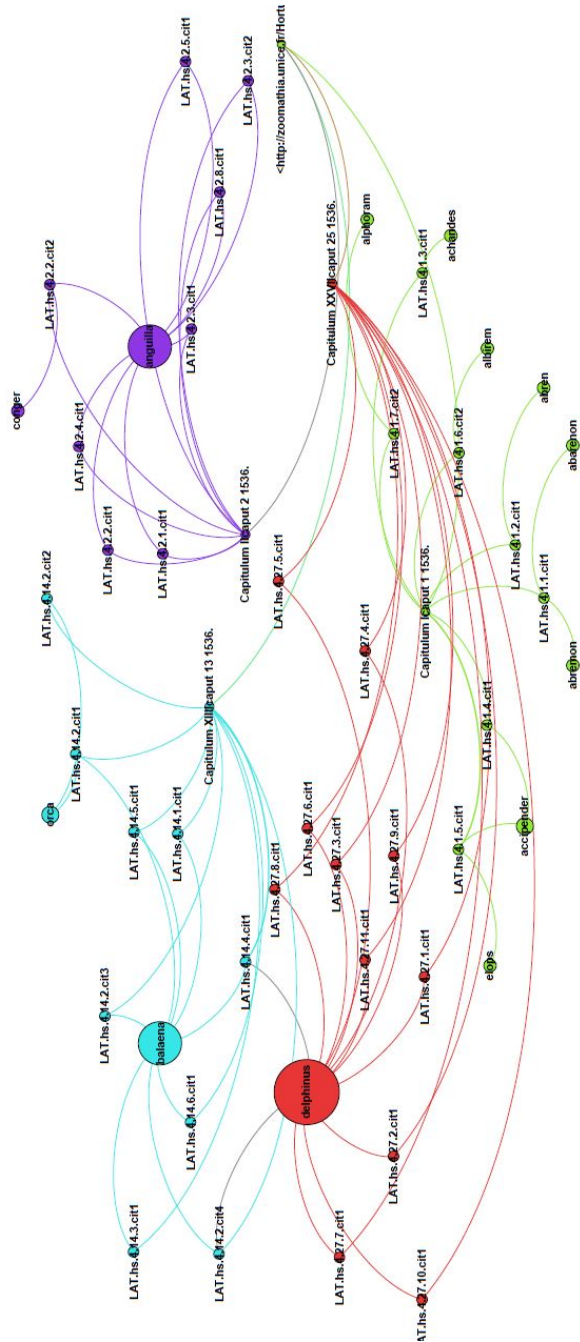 conger
LAT.hs.4.14.2.cit2
LAT.hs.4.2.2.cit2
orca
LAT.hs.4.14.2.cit1
LAT.hs.4.2.4.cit1
LAT.hs.4.14.2.cit3
LAT.hs.4.2.2.cit1
LAT.hs.4.14.3.cit1
LAT.hs.4.14.5.cit1
balaena
anguilla
LAT.hs.4.2.1.cit1
LAT.hs.4.14.1.cit1
LAT.hs.4.2.5.cit1
LAT.hs.4.14.6.cit1
LAT.hs.4.2.3.cit1
Capitulum XIIIcaput 13 1536.
LAT.hs.4.14.2.cit4
LAT.hs.4.14.4.cit1
LAT.hs.4.2.8.cit1
Capitulum IIcaput 2 1536.
LAT.hs.4.2.3.cit2
LAT.hs.4.27.8.cit1
LAT.hs.4.27.5.cit1
<http://zoomathia.unice.fr/Hortu
delphinus
LAT.hs.4.27.6.cit1
LAT.hs.4.27.7.cit1
LAT.hs.4.27.3.cit1
Capitulum XXVIIcaput 25 1536.
LAT.hs.4.27.11.cit1
LAT.hs.4.27.4.cit1
alphoram
LAT.hs.4.27.2.cit1
LAT.hs.4.27.9.cit1
LAT.hs.4.1.7.cit2
LAT.hs.4.27.10.cit1
LAT.hs.4.27.1.cit1
Capitulum Icaput 1 1536.
LAT.hs.4.1.3.cit1
achandes
LAT.hs.4.1.5.cit1
LAT.hs.4.1.6.cit2
elops
LAT.hs.4.1.4.cit1
albirem
LAT.hs.4.1.2.cit1
accipender
LAT.hs.4.1.1.cit1
abren
abremon
abarenon